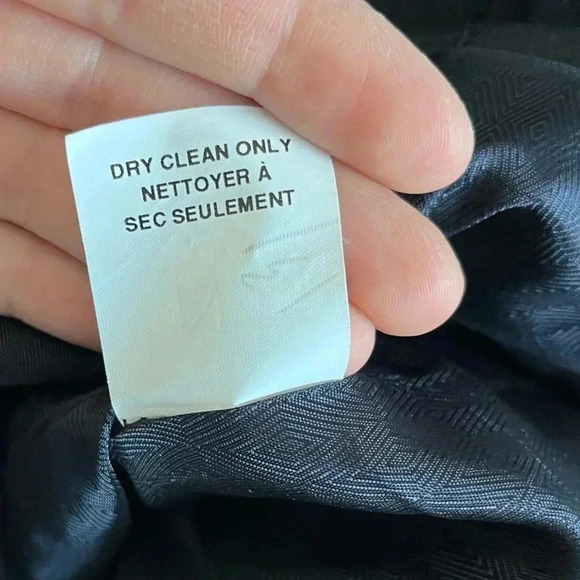 DRY CLEAN ONLY
NETTOYER À
SEC SEULEMENT